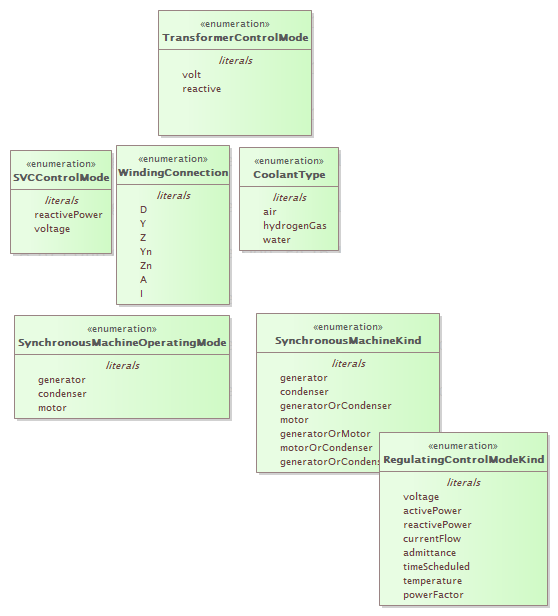 «enumeration»
TransformerControlMode
literals
volt
reactive
«enumeration»
SVCControlMode
literals
reactivePower
voltage
«enumeration»
WindingConnection
literals
D
Y
Z
Yn
Zn
A
I
«enumeration»
CoolantType
literals
air
hydrogenGas
water
«enumeration»
SynchronousMachineOperatingMode
literals
generator
condenser
motor
«enumeration»
SynchronousMachineKind
literals
generator
condenser
generatorOrCondenser
motor
generatorOrMotor
motorOrCondenser
«enumeration»
RegulatingControlModeKind
literals
voltage
activePower
reactivePower
currentFlow
admittance
timeScheduled
temperature
powerFactor